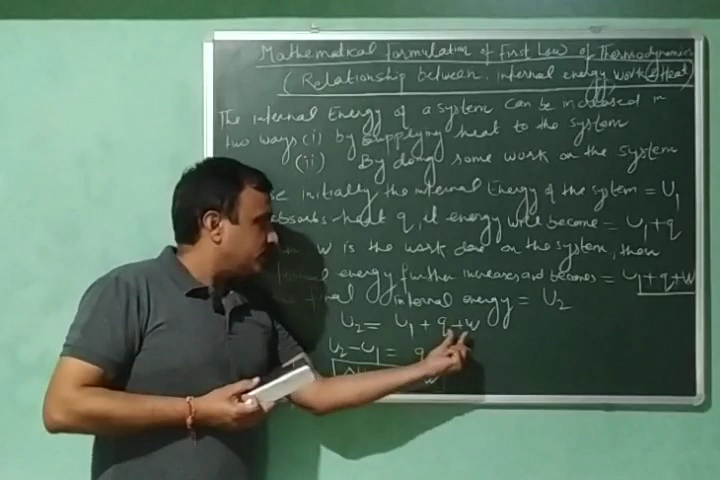 Mathematical formulation of First Law of Thermodynamics
(Relationship between internal energy, work & Heat)
The internal Energy of a system can be increased in
two ways (i) by supplying heat to the system
(ii) By doing some work on the system
initially the internal Energy of the system = U₁
absorbs heat q, it energy will become = U₁+q
w is the work done on the system, then
energy further increases and becomes = U₁+q+w
final internal energy = U₂
U₂ = U₁ + q + w
U₂-U₁ = q
w